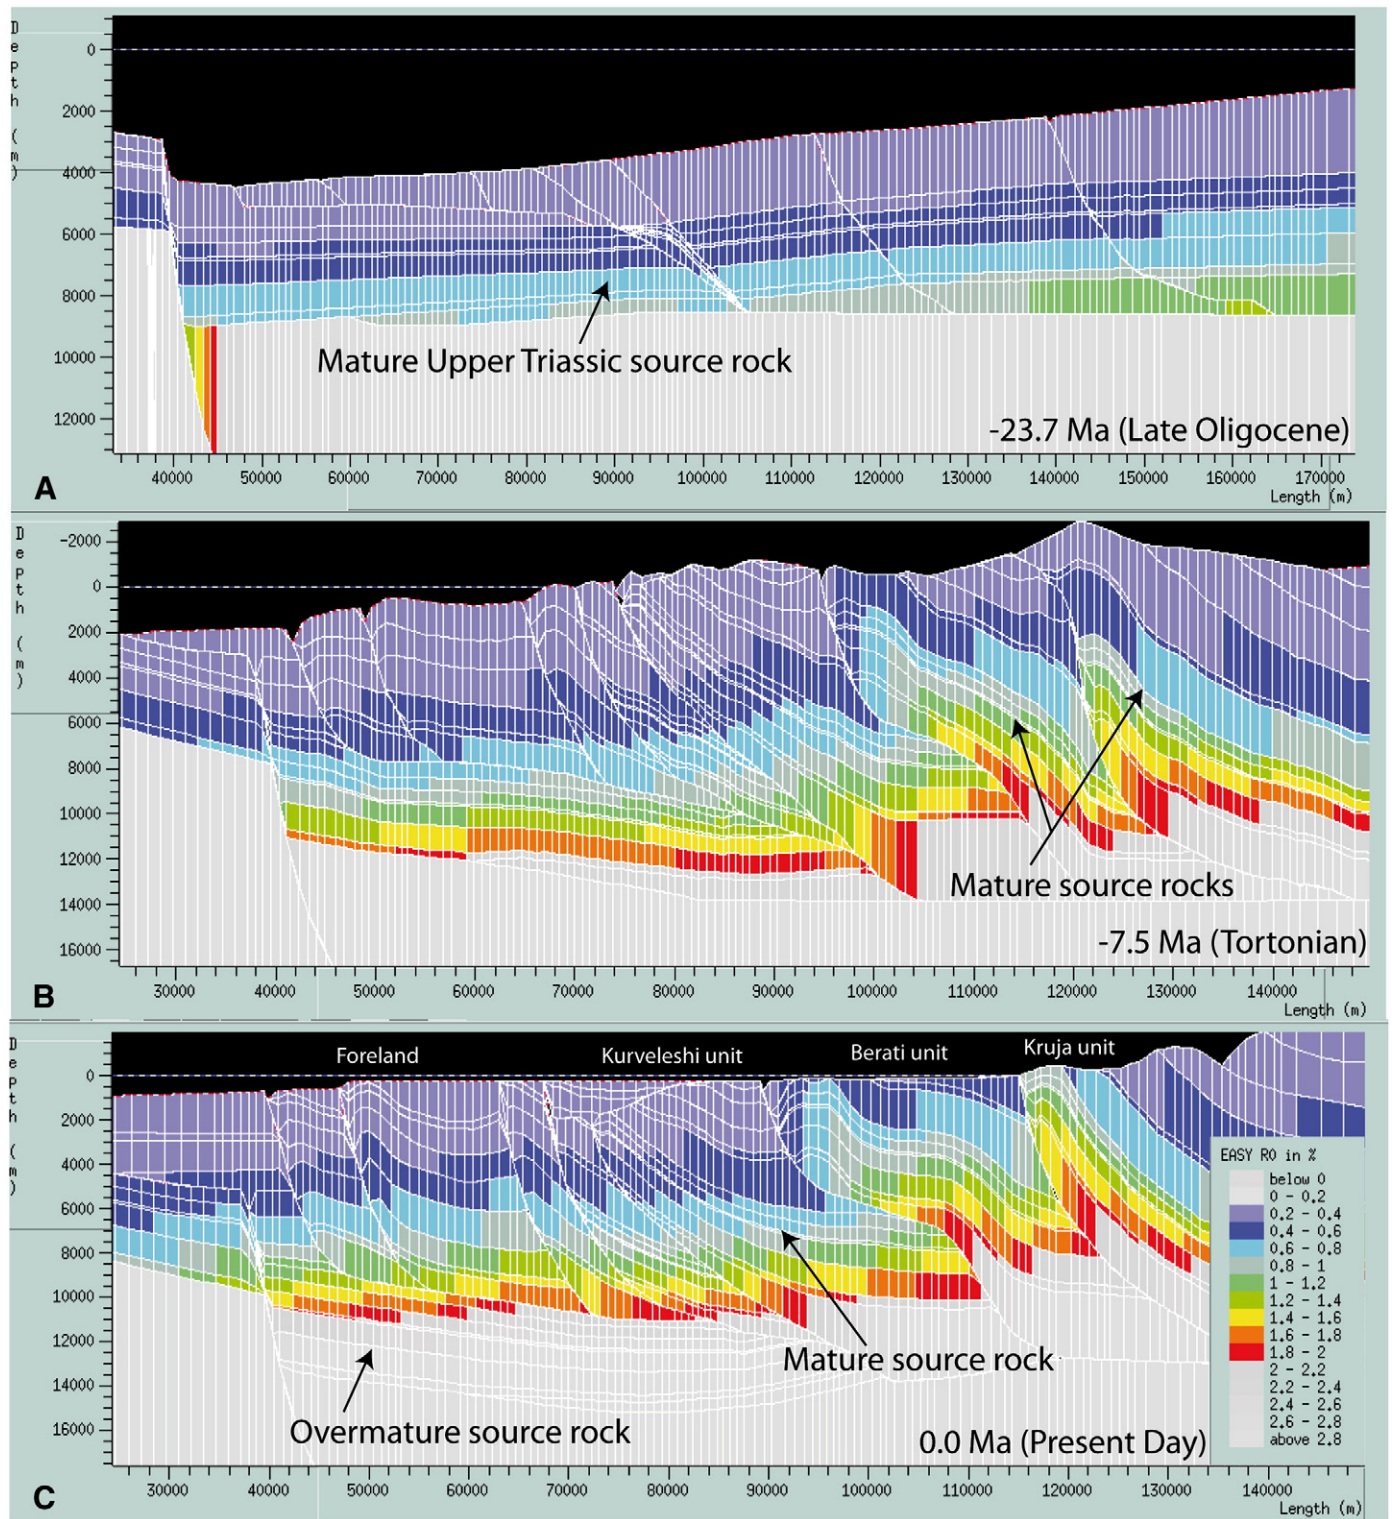 Depth (m)
0
2000
4000
6000
8000
10000
12000
Mature Upper Triassic source rock
-23.7 Ma (Late Oligocene)
A
40000 50000 60000 70000 80000 90000 100000 110000 120000 130000 140000 150000 160000 170000
Length (m)
Depth (m)
-2000
0
2000
4000
6000
8000
10000
12000
14000
16000
Mature source rocks
-7.5 Ma (Tortonian)
B
30000 40000 50000 60000 70000 80000 90000 100000 110000 120000 130000 140000
Length (m)
Depth (m)
Foreland Kurveleshi unit Berati unit Kruja unit
0
2000
4000
6000
8000
10000
12000
14000
16000
EASY RO in %
below 0
0 - 0.2
0.2 - 0.4
0.4 - 0.6
0.6 - 0.8
0.8 - 1
1 - 1.2
1.2 - 1.4
1.4 - 1.6
1.6 - 1.8
1.8 - 2
2 - 2.2
2.2 - 2.4
2.4 - 2.6
2.6 - 2.8
above 2.8
Mature source rock
Overmature source rock
0.0 Ma (Present Day)
C
30000 40000 50000 60000 70000 80000 90000 100000 110000 120000 130000 140000
Length (m)